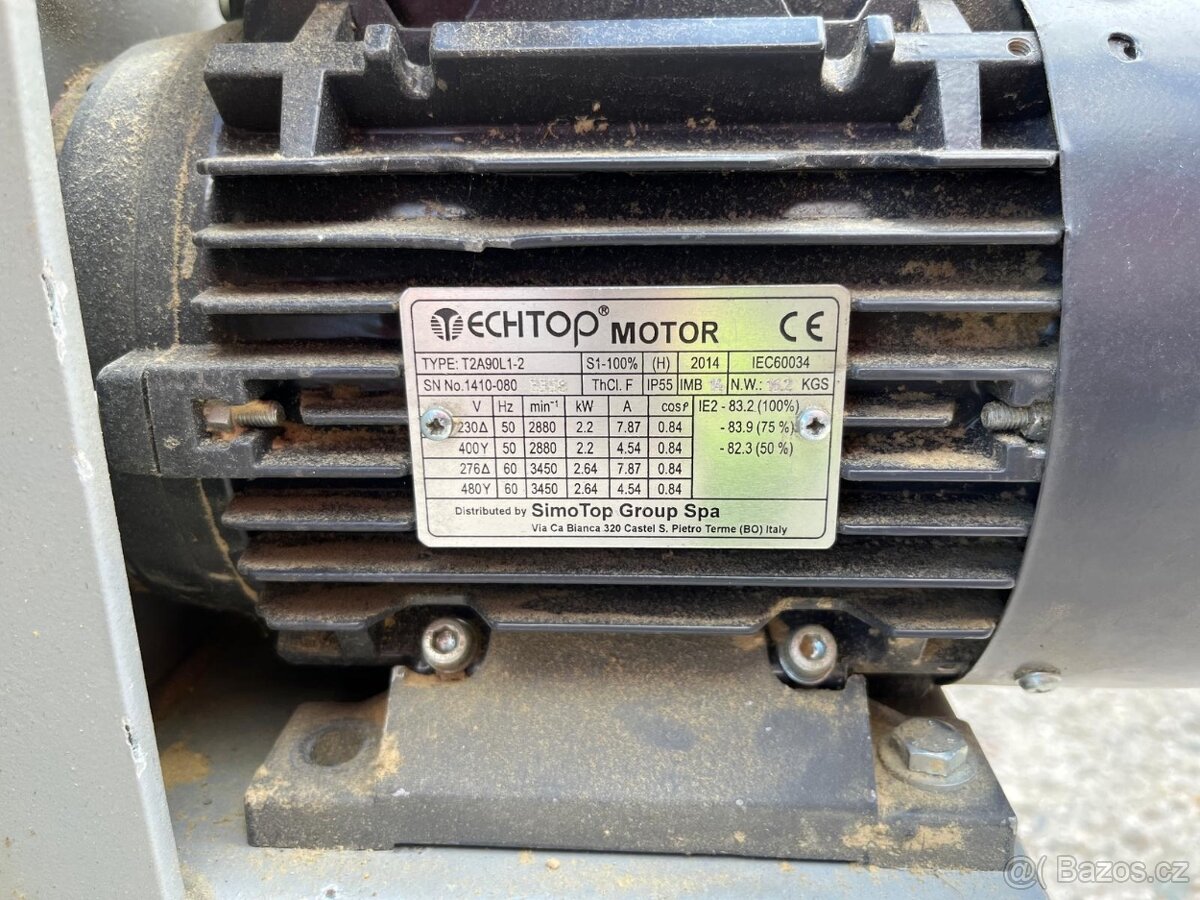 TECHTOP® MOTOR CE
TYPE: T2A90L1-2 S1-100% (H) 2014 IEC60034
SN No.1410-080 ThCl. F IP55 IMB 14 N.W.: KGS
V Hz min⁻¹ kW A cosρ IE2 - 83.2 (100%)
230Δ 50 2880 2.2 7.87 0.84 - 83.9 (75 %)
400Y 50 2880 2.2 4.54 0.84 - 82.3 (50 %)
276Δ 60 3450 2.64 7.87 0.84
480Y 60 3450 2.64 4.54 0.84
Distributed by SimoTop Group Spa
Via Ca Bianca 320 Castel S. Pietro Terme (BO) Italy
@( Bazos.cz